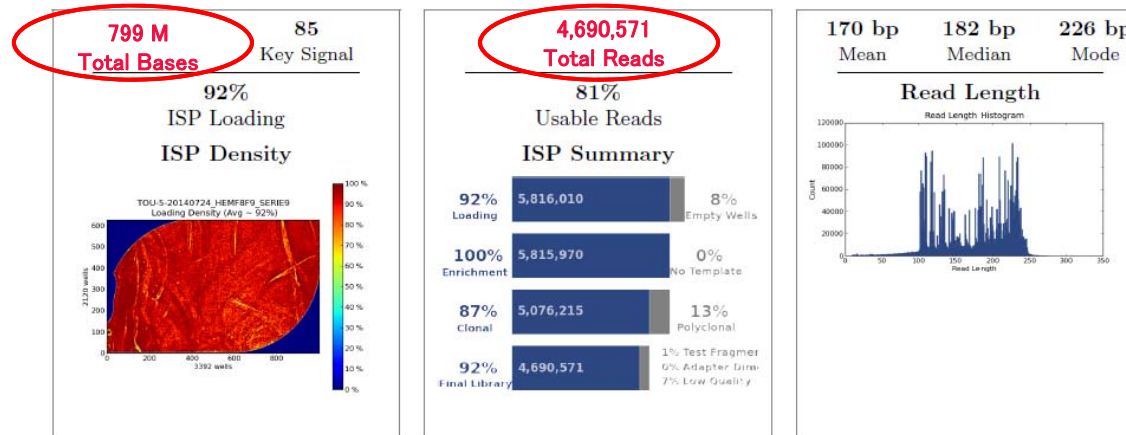 799 M
Total Bases
85
Key Signal
92%
ISP Loading
ISP Density
TOU-5-20140724_HEMF8F9_SERIE9
Loading Density (Avg ~ 92%)
600
500
400
300
200
100
0
2120 wells
0
200
400
600
800
3392 wells
100 %
90 %
80 %
70 %
60 %
50 %
40 %
30 %
20 %
10 %
0 %
4,690,571
Total Reads
81%
Usable Reads
ISP Summary
92%
Loading
5,816,010
8%
Empty Wells
100%
Enrichment
5,815,970
0%
No Template
87%
Clonal
5,076,215
13%
Polyclonal
92%
Final Library
4,690,571
1% Test Fragmer
0% Adapter Dim
7% Low Quality
170 bp
Mean
182 bp
Median
226 bp
Mode
Read Length
Read Length Histogram
120000
100000
80000
60000
40000
20000
0
Count
0
50
100
150
200
250
300
350
Read Length